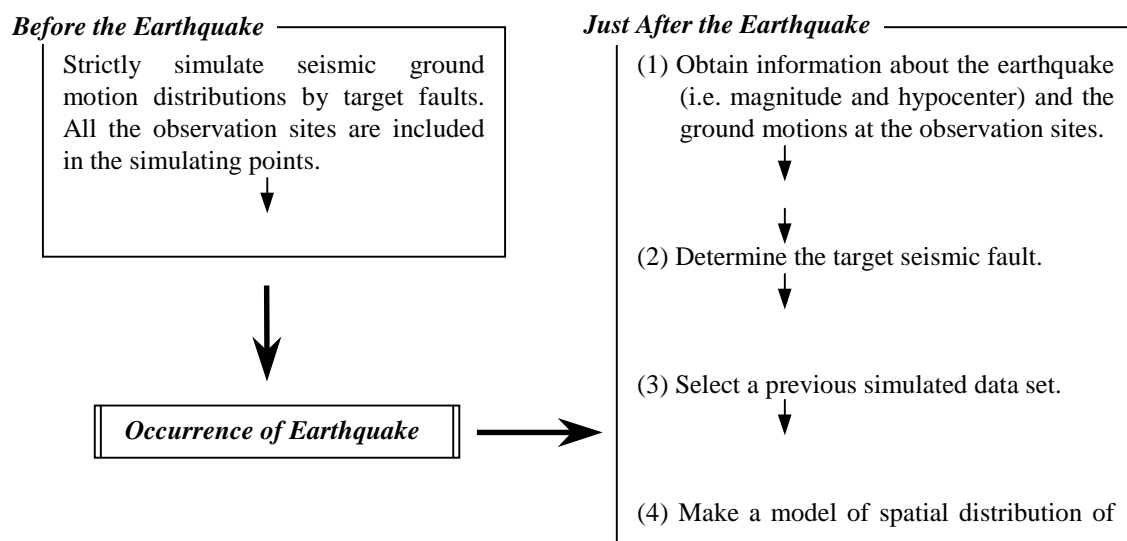 Before the Earthquake
Strictly simulate seismic ground
motion distributions by target faults.
All the observation sites are included
in the simulating points.
Occurrence of Earthquake
Just After the Earthquake
(1) Obtain information about the earthquake
(i.e. magnitude and hypocenter) and the
ground motions at the observation sites.
(2) Determine the target seismic fault.
(3) Select a previous simulated data set.
(4) Make a model of spatial distribution of